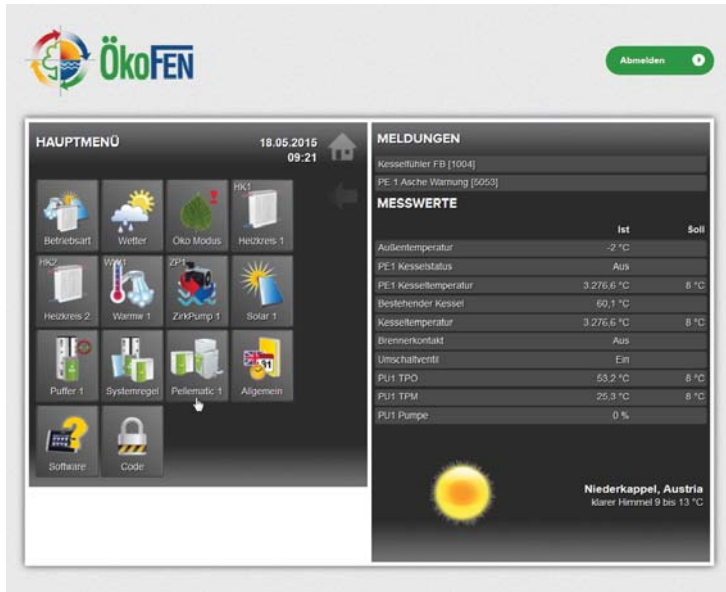 ÖkoFEN
Abmelden
HAUPTMENÜ
18.05.2015
09:21
Betriebsart
Wetter
Öko Modus
HK1
Heizkreis 1
HK2
Heizkreis 2
WW1
Warmw 1
ZP1
ZirkPump 1
Solar 1
Puffer 1
Systemregel
Pellematic 1
31
Allgemein
Software
Code
MELDUNGEN
Kesselfühler FB [1004]
PE 1 Asche Warnung [5053]
MESSWERTE
Ist Soll
Außentemperatur -2 °C
PE1 Kesselstatus Aus
PE1 Kesseltemperatur 3.276,6 °C 8 °C
Bestehender Kessel 60,1 °C
Kesseltemperatur 3.276,6 °C 8 °C
Brennerkontakt Aus
Umschaltventil Ein
PU1 TPO 53,2 °C 8 °C
PU1 TPM 25,3 °C 8 °C
PU1 Pumpe 0 %
Niederkappel, Austria
klarer Himmel 9 bis 13 °C